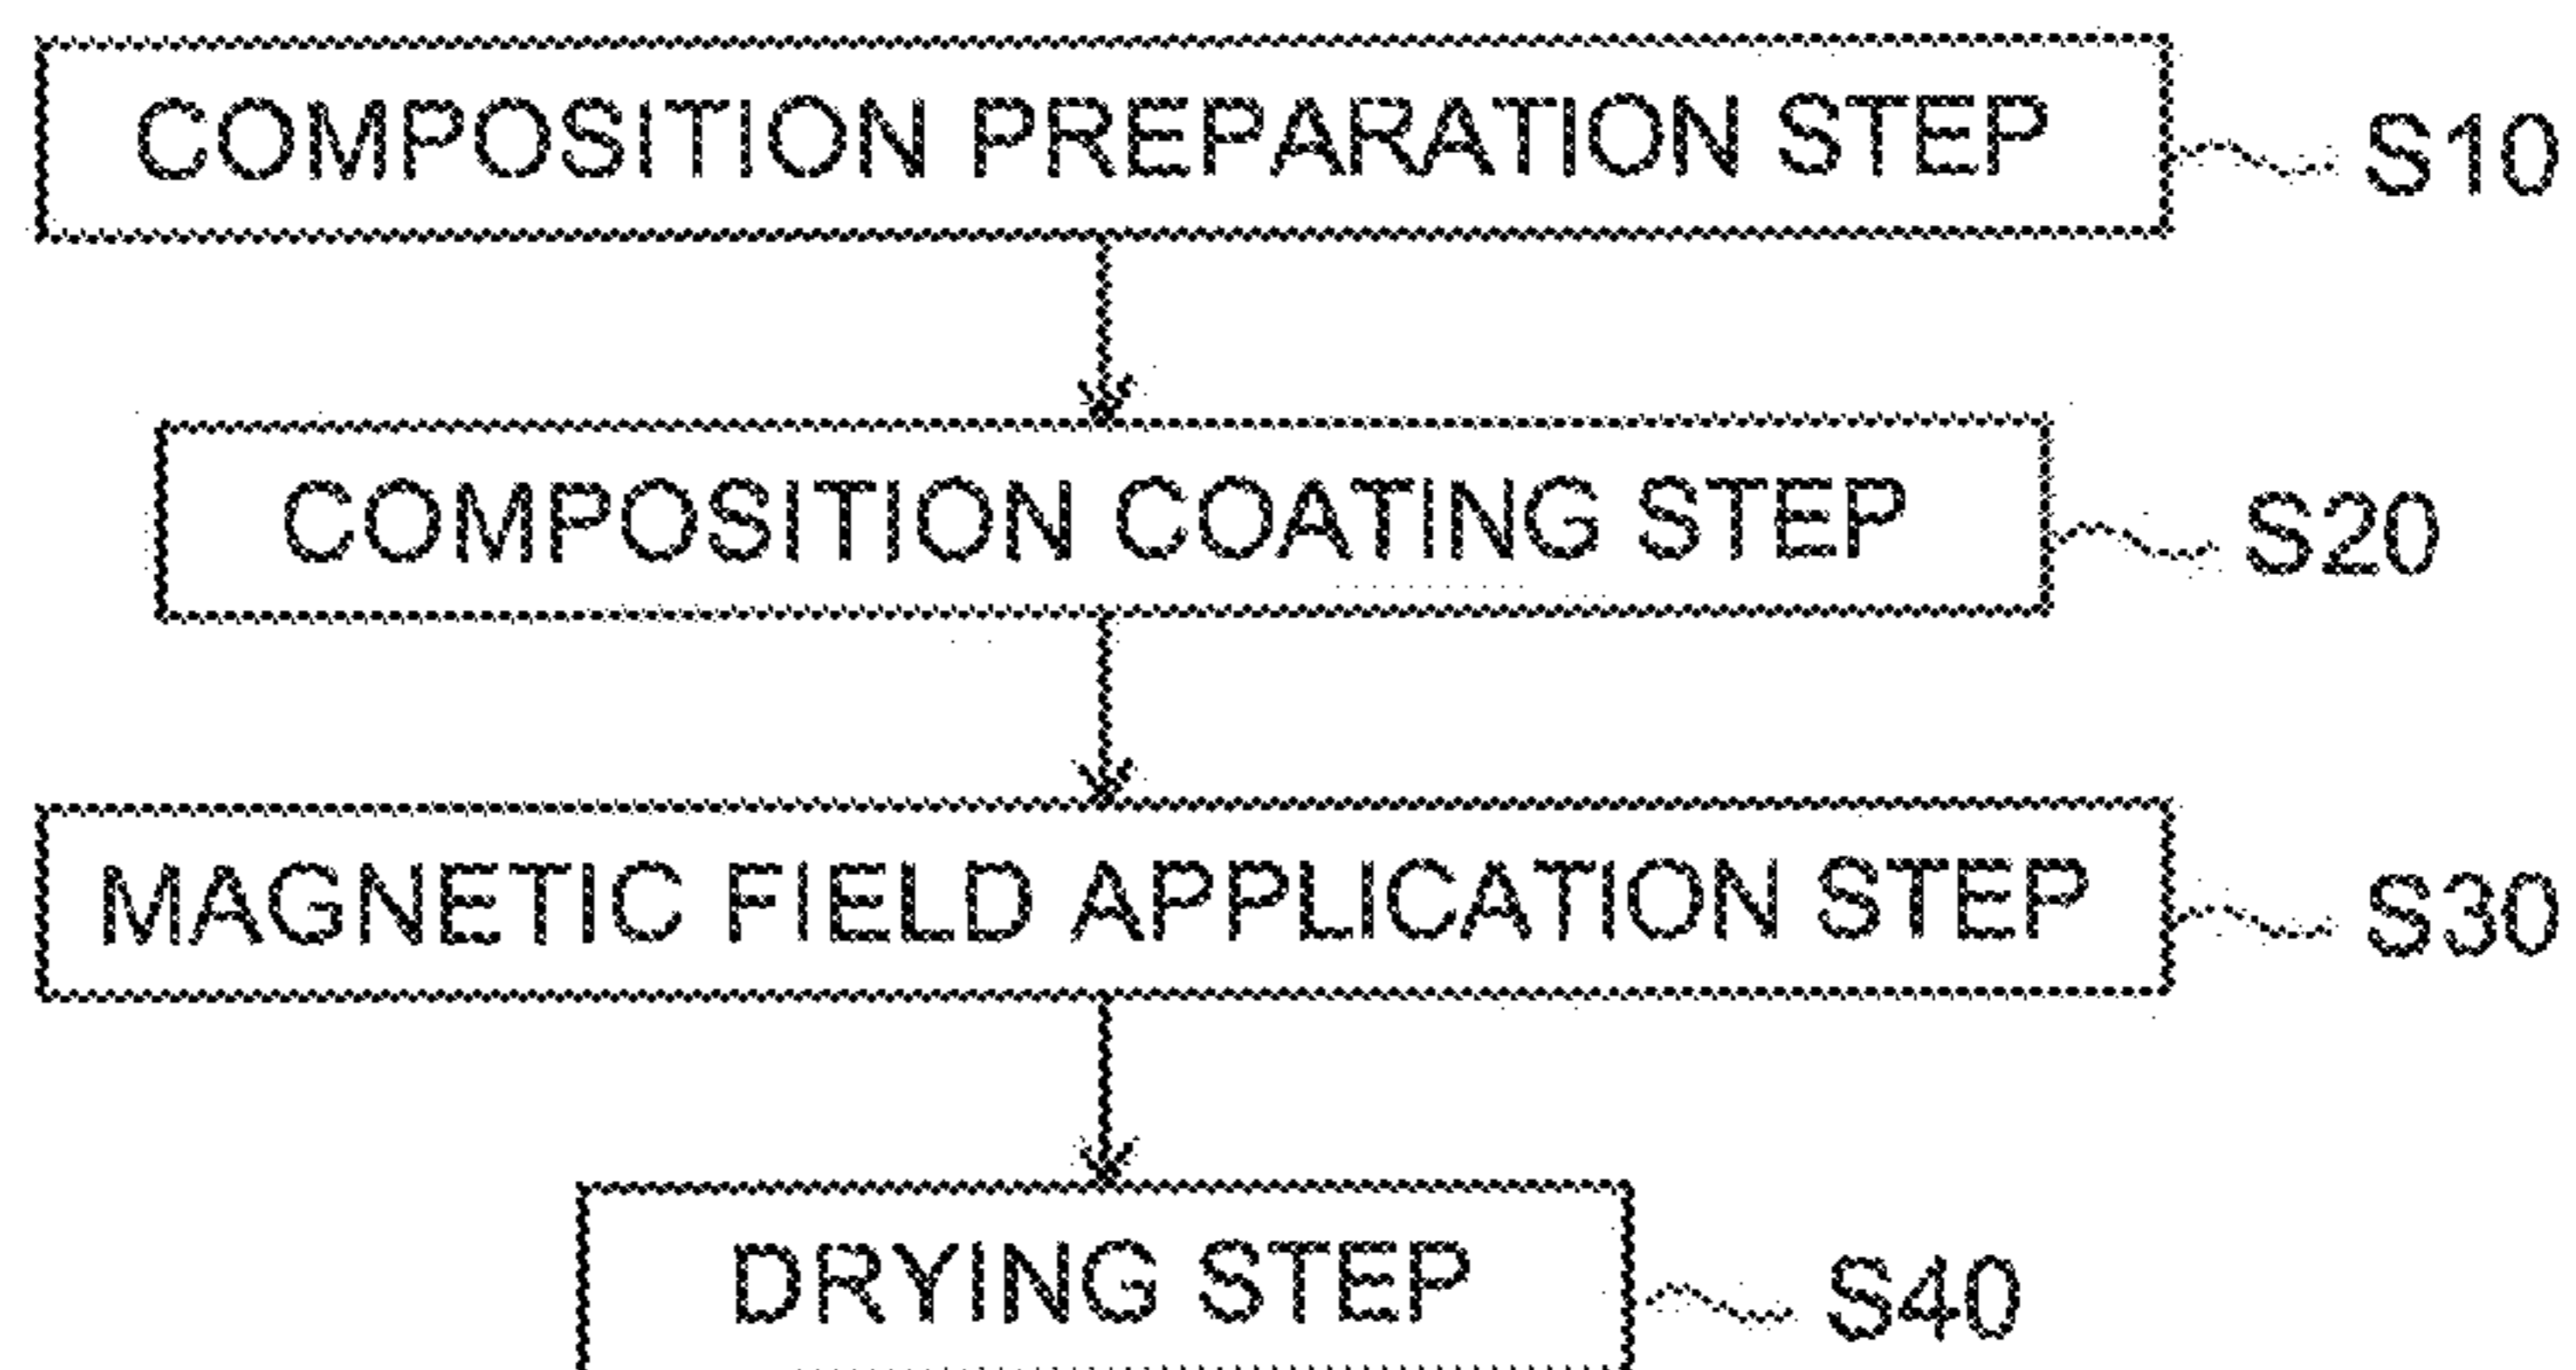 COMPOSITION PREPARATION STEP S10
COMPOSITION COATING STEP S20
MAGNETIC FIELD APPLICATION STEP S30
DRYING STEP S40